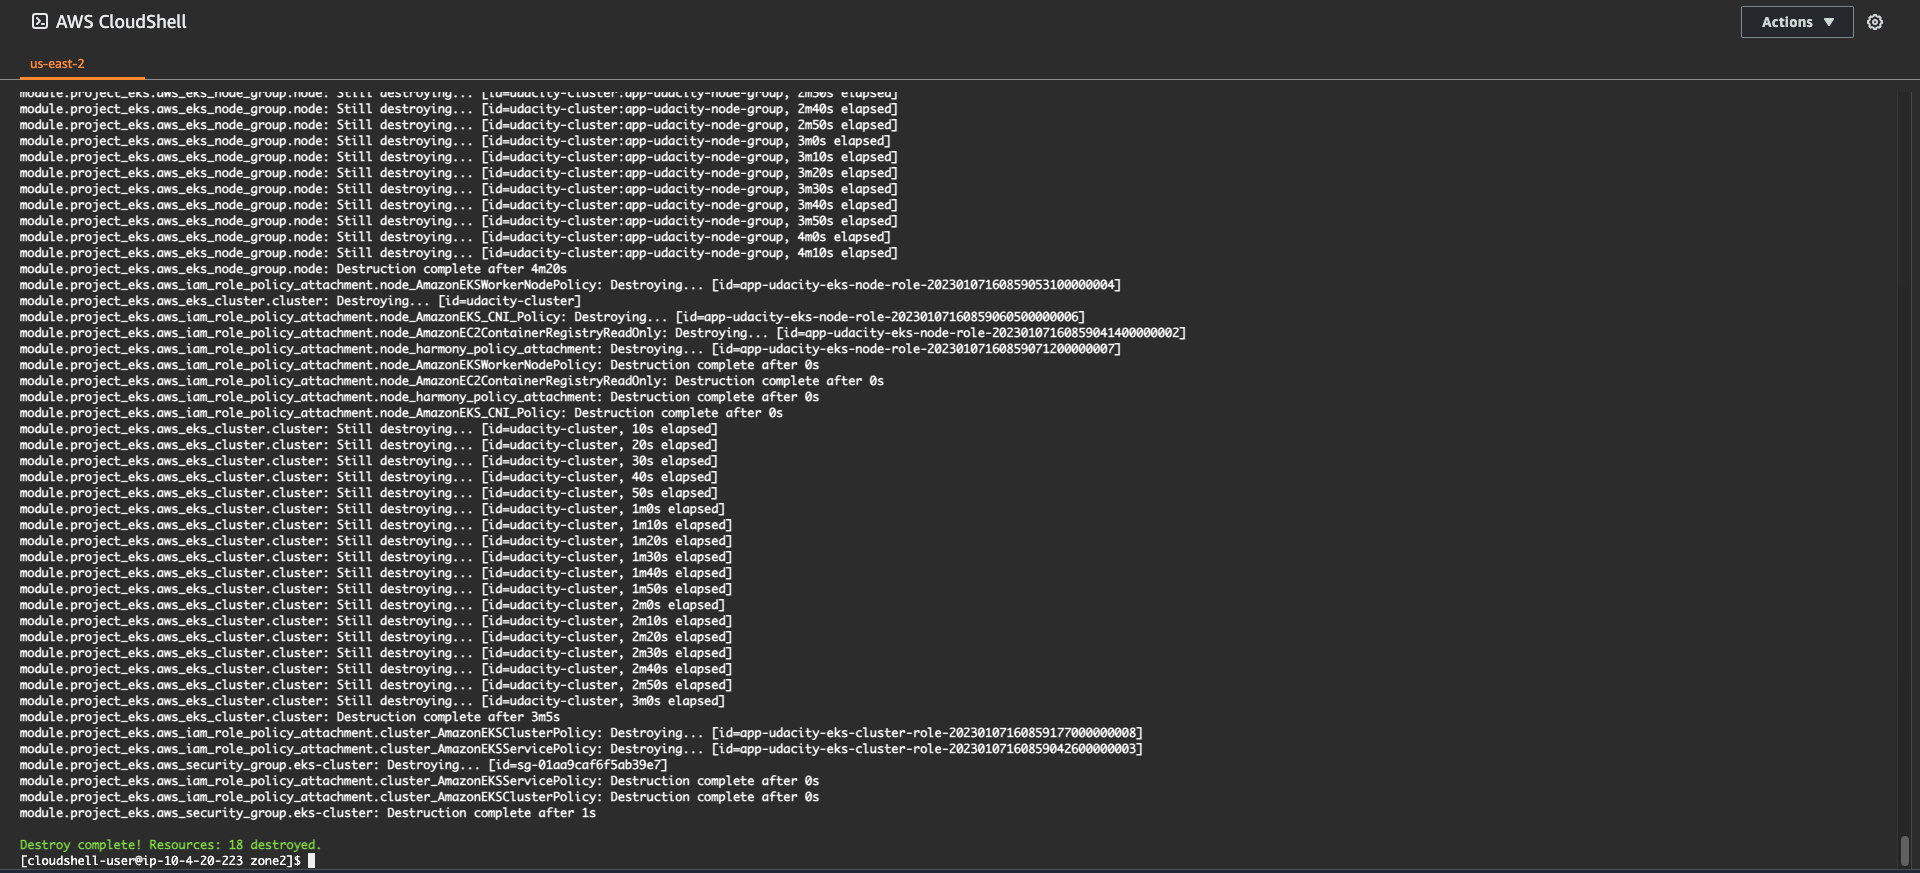 AWS CloudShell
Actions
us-east-2
module.project_eks.aws_eks_node_group.node: Still destroying... [id=udacity-cluster:app-udacity-node-group, 2m30s elapsed]
module.project_eks.aws_eks_node_group.node: Still destroying... [id=udacity-cluster:app-udacity-node-group, 2m40s elapsed]
module.project_eks.aws_eks_node_group.node: Still destroying... [id=udacity-cluster:app-udacity-node-group, 2m50s elapsed]
module.project_eks.aws_eks_node_group.node: Still destroying... [id=udacity-cluster:app-udacity-node-group, 3m0s elapsed]
module.project_eks.aws_eks_node_group.node: Still destroying... [id=udacity-cluster:app-udacity-node-group, 3m10s elapsed]
module.project_eks.aws_eks_node_group.node: Still destroying... [id=udacity-cluster:app-udacity-node-group, 3m20s elapsed]
module.project_eks.aws_eks_node_group.node: Still destroying... [id=udacity-cluster:app-udacity-node-group, 3m30s elapsed]
module.project_eks.aws_eks_node_group.node: Still destroying... [id=udacity-cluster:app-udacity-node-group, 3m40s elapsed]
module.project_eks.aws_eks_node_group.node: Still destroying... [id=udacity-cluster:app-udacity-node-group, 3m50s elapsed]
module.project_eks.aws_eks_node_group.node: Still destroying... [id=udacity-cluster:app-udacity-node-group, 4m0s elapsed]
module.project_eks.aws_eks_node_group.node: Still destroying... [id=udacity-cluster:app-udacity-node-group, 4m10s elapsed]
module.project_eks.aws_eks_node_group.node: Destruction complete after 4m20s
module.project_eks.aws_iam_role_policy_attachment.node_AmazonEKSWorkerNodePolicy: Destroying... [id=app-udacity-eks-node-role-20230107160859053100000004]
module.project_eks.aws_eks_cluster.cluster: Destroying... [id=udacity-cluster]
module.project_eks.aws_iam_role_policy_attachment.node_AmazonEKS_CNI_Policy: Destroying... [id=app-udacity-eks-node-role-20230107160859060500000006]
module.project_eks.aws_iam_role_policy_attachment.node_AmazonEC2ContainerRegistryReadOnly: Destroying... [id=app-udacity-eks-node-role-20230107160859041400000002]
module.project_eks.aws_iam_role_policy_attachment.node_harmony_policy_attachment: Destroying... [id=app-udacity-eks-node-role-20230107160859071200000007]
module.project_eks.aws_iam_role_policy_attachment.node_AmazonEKSWorkerNodePolicy: Destruction complete after 0s
module.project_eks.aws_iam_role_policy_attachment.node_AmazonEC2ContainerRegistryReadOnly: Destruction complete after 0s
module.project_eks.aws_iam_role_policy_attachment.node_harmony_policy_attachment: Destruction complete after 0s
module.project_eks.aws_iam_role_policy_attachment.node_AmazonEKS_CNI_Policy: Destruction complete after 0s
module.project_eks.aws_eks_cluster.cluster: Still destroying... [id=udacity-cluster, 10s elapsed]
module.project_eks.aws_eks_cluster.cluster: Still destroying... [id=udacity-cluster, 20s elapsed]
module.project_eks.aws_eks_cluster.cluster: Still destroying... [id=udacity-cluster, 30s elapsed]
module.project_eks.aws_eks_cluster.cluster: Still destroying... [id=udacity-cluster, 40s elapsed]
module.project_eks.aws_eks_cluster.cluster: Still destroying... [id=udacity-cluster, 50s elapsed]
module.project_eks.aws_eks_cluster.cluster: Still destroying... [id=udacity-cluster, 1m0s elapsed]
module.project_eks.aws_eks_cluster.cluster: Still destroying... [id=udacity-cluster, 1m10s elapsed]
module.project_eks.aws_eks_cluster.cluster: Still destroying... [id=udacity-cluster, 1m20s elapsed]
module.project_eks.aws_eks_cluster.cluster: Still destroying... [id=udacity-cluster, 1m30s elapsed]
module.project_eks.aws_eks_cluster.cluster: Still destroying... [id=udacity-cluster, 1m40s elapsed]
module.project_eks.aws_eks_cluster.cluster: Still destroying... [id=udacity-cluster, 1m50s elapsed]
module.project_eks.aws_eks_cluster.cluster: Still destroying... [id=udacity-cluster, 2m0s elapsed]
module.project_eks.aws_eks_cluster.cluster: Still destroying... [id=udacity-cluster, 2m10s elapsed]
module.project_eks.aws_eks_cluster.cluster: Still destroying... [id=udacity-cluster, 2m20s elapsed]
module.project_eks.aws_eks_cluster.cluster: Still destroying... [id=udacity-cluster, 2m30s elapsed]
module.project_eks.aws_eks_cluster.cluster: Still destroying... [id=udacity-cluster, 2m40s elapsed]
module.project_eks.aws_eks_cluster.cluster: Still destroying... [id=udacity-cluster, 2m50s elapsed]
module.project_eks.aws_eks_cluster.cluster: Still destroying... [id=udacity-cluster, 3m0s elapsed]
module.project_eks.aws_eks_cluster.cluster: Destruction complete after 3m5s
module.project_eks.aws_iam_role_policy_attachment.cluster_AmazonEKSClusterPolicy: Destroying... [id=app-udacity-eks-cluster-role-20230107160859177000000008]
module.project_eks.aws_iam_role_policy_attachment.cluster_AmazonEKSServicePolicy: Destroying... [id=app-udacity-eks-cluster-role-20230107160859042600000003]
module.project_eks.aws_security_group.eks-cluster: Destroying... [id=sg-01aa9caf6f5ab39e7]
module.project_eks.aws_iam_role_policy_attachment.cluster_AmazonEKSServicePolicy: Destruction complete after 0s
module.project_eks.aws_iam_role_policy_attachment.cluster_AmazonEKSClusterPolicy: Destruction complete after 0s
module.project_eks.aws_security_group.eks-cluster: Destruction complete after 1s
Destroy complete! Resources: 18 destroyed.
[cloudshell-user@ip-10-4-20-223 zone2]$